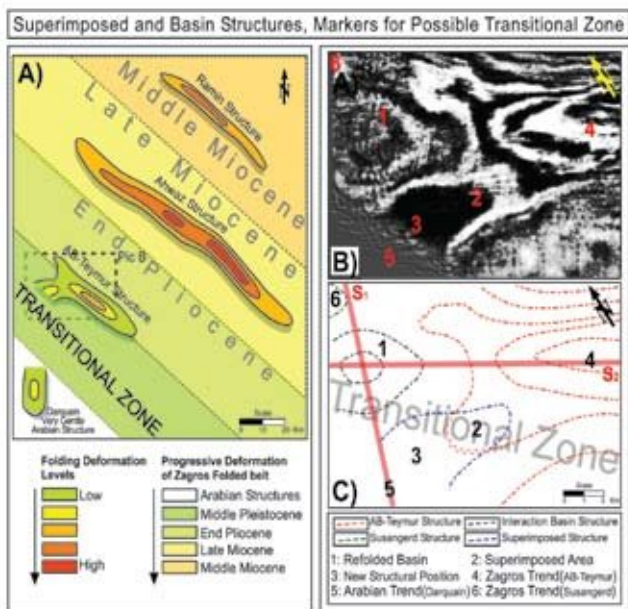 Superimposed and Basin Structures, Markers for Possible Transitional Zone
A)
N
Middle Miocene
Ramin Structure
Late Miocene
Ahwaz Structure
End Pliocene
Pic B
AB-Teymur Structure
TRANSITIONAL ZONE
Darquain
Very Gentle
Arabian Structure
Scale
Folding Deformation
Levels
Low
High
Progressive Deformation
of Zagros Folded belt
Arabian Structures
Middle Pleistocene
End Pliocene
Late Miocene
Middle Miocene
1
4
2
3
5
B)
6
S1
1
4
S2
Transitional Zone
2
3
5
Scale
C)
AB-Teymur Structure
Interaction Basin Structure
Susangerd Structure
Superimposed Structure
1: Refolded Basin
2: Superimposed Area
3: New Structural Position
4: Zagros Trend(AB-Teymur)
5: Arabian Trend(Darquain)
6: Zagros Trend(Susangerd)